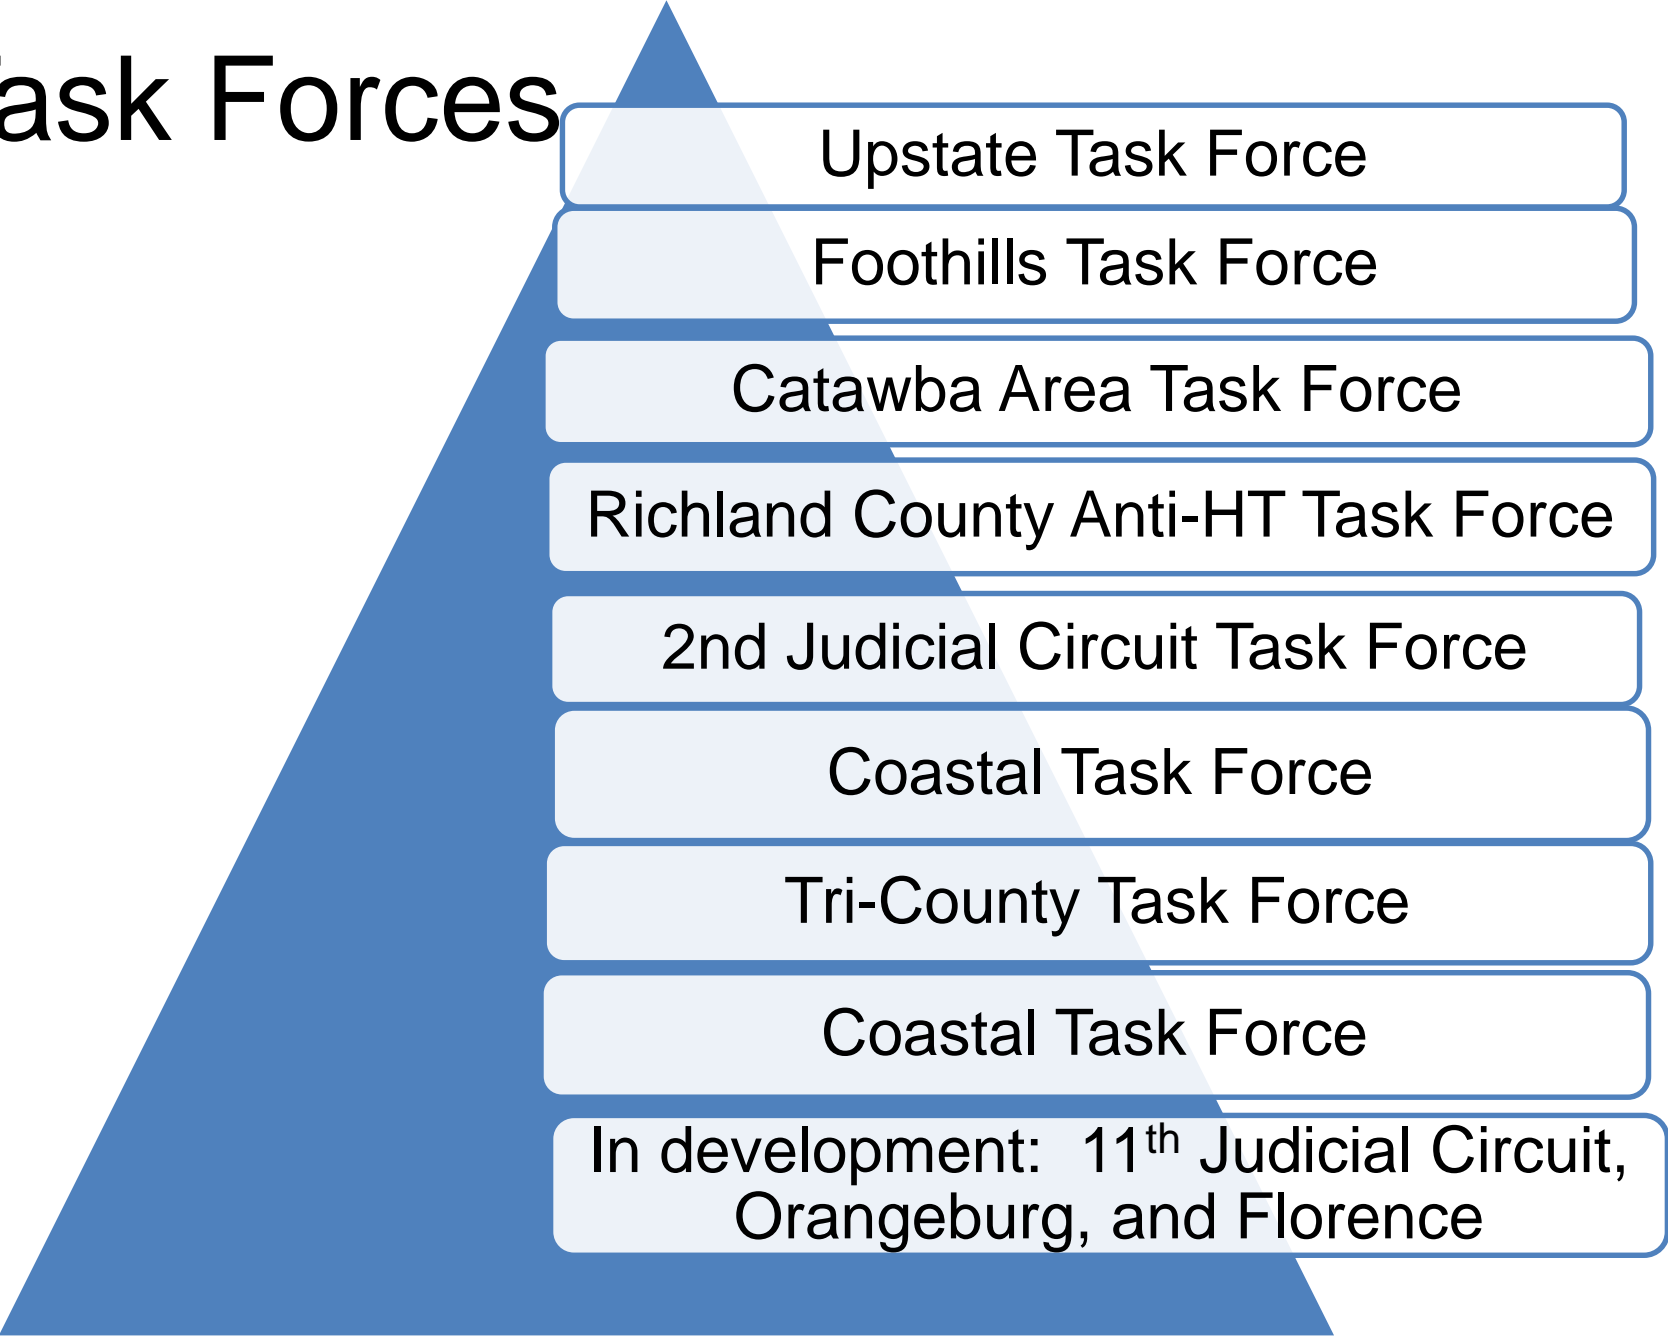 ask Forces
Upstate Task Force
Foothills Task Force
Catawba Area Task Force
Richland County Anti-HT Task Force
2nd Judicial Circuit Task Force
Coastal Task Force
Tri-County Task Force
Coastal Task Force
In development:  11th Judicial Circuit,
Orangeburg, and Florence